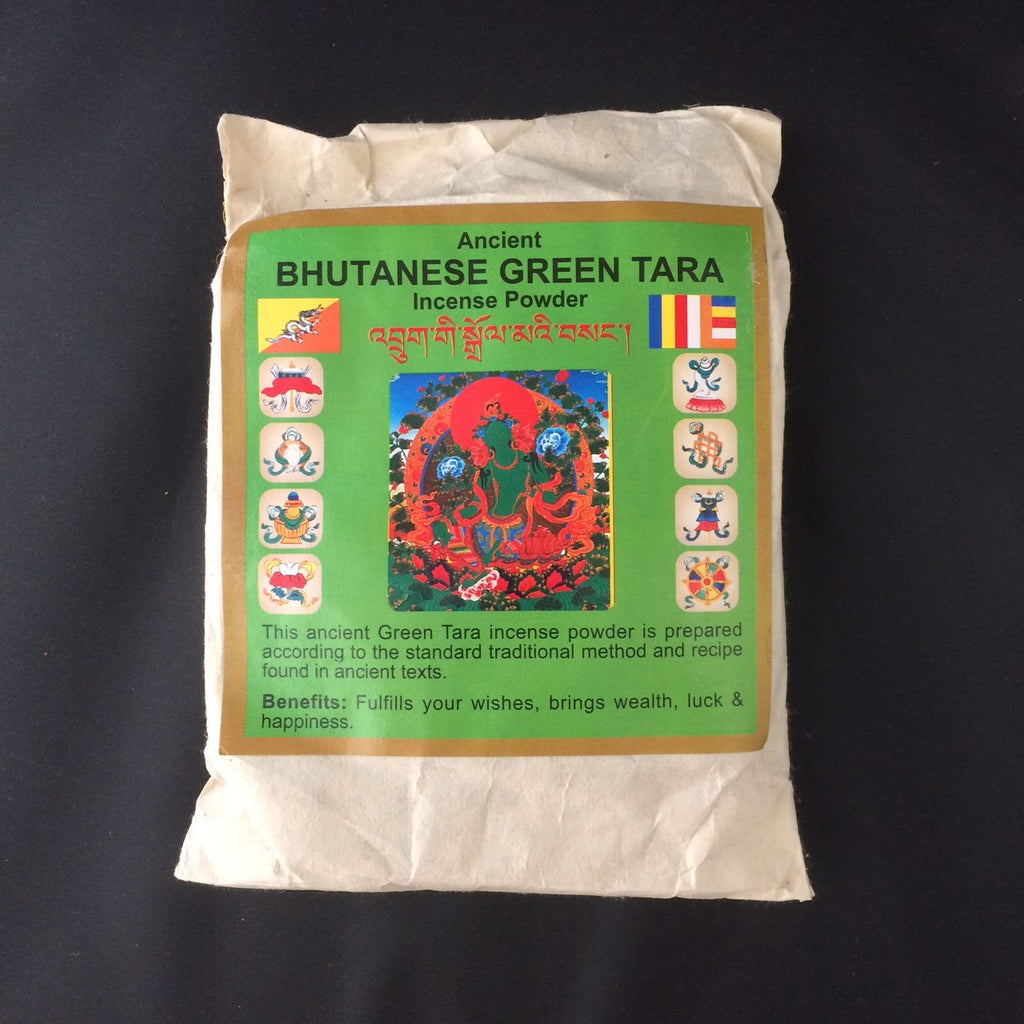 Ancient
BHUTANESE GREEN TARA
Incense Powder
འབྲུག་གི་སྒྲོལ་མའི་བསང་།
This ancient Green Tara incense powder is prepared
according to the standard traditional method and recipe
found in ancient texts.
Benefits: Fulfills your wishes, brings wealth, luck &
happiness.